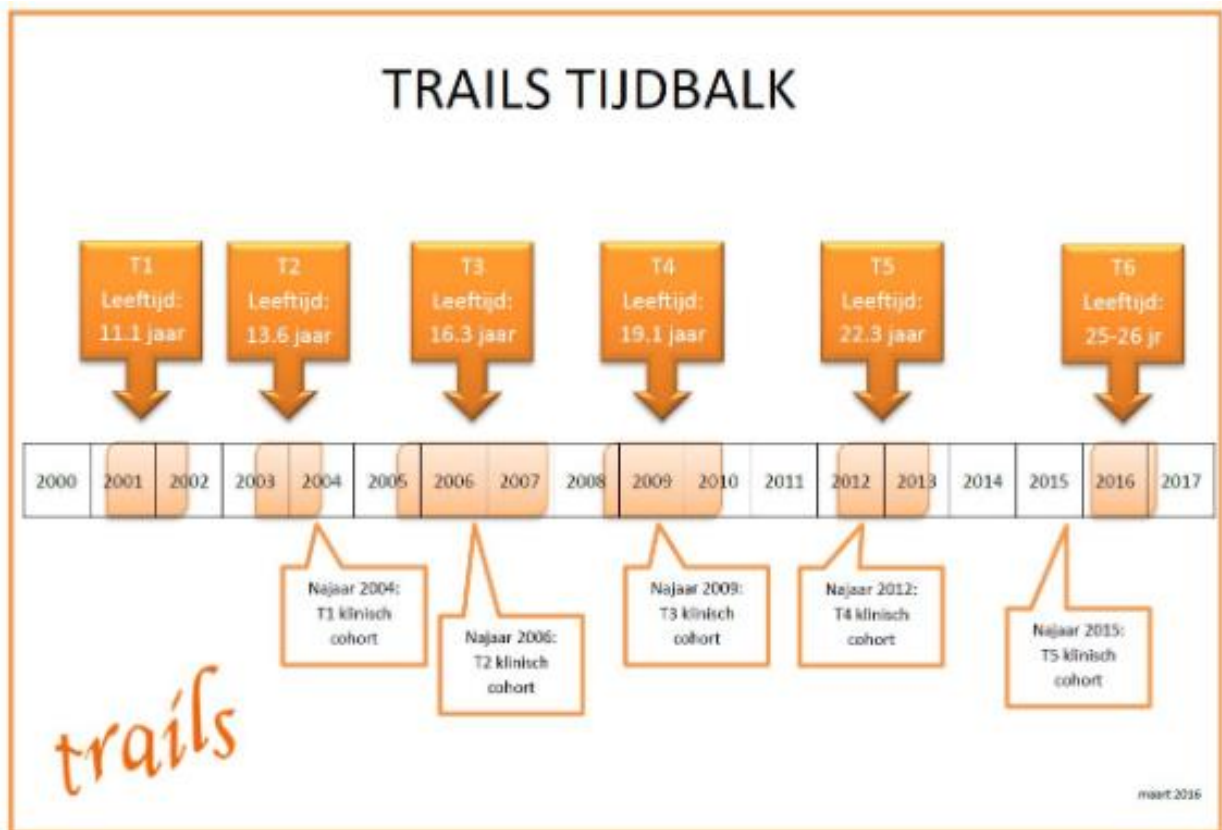 TRAILS TIJDBALK
T1
Leeftijd:
11.1 jaar
T2
Leeftijd:
13.6 jaar
T3
Leeftijd:
16.3 jaar
T4
Leeftijd:
19.1 jaar
T5
Leeftijd:
22.3 jaar
T6
Leeftijd:
25-26 jr
2000 2001 2002 2003 2004 2005 2006 2007 2008 2009 2010 2011 2012 2013 2014 2015 2016 2017
Najaar 2004:
T1 klinisch
cohort
Najaar 2006:
T2 klinisch
cohort
Najaar 2009:
T3 klinisch
cohort
Najaar 2012:
T4 klinisch
cohort
Najaar 2015:
T5 klinisch
cohort
trails
maart 2016